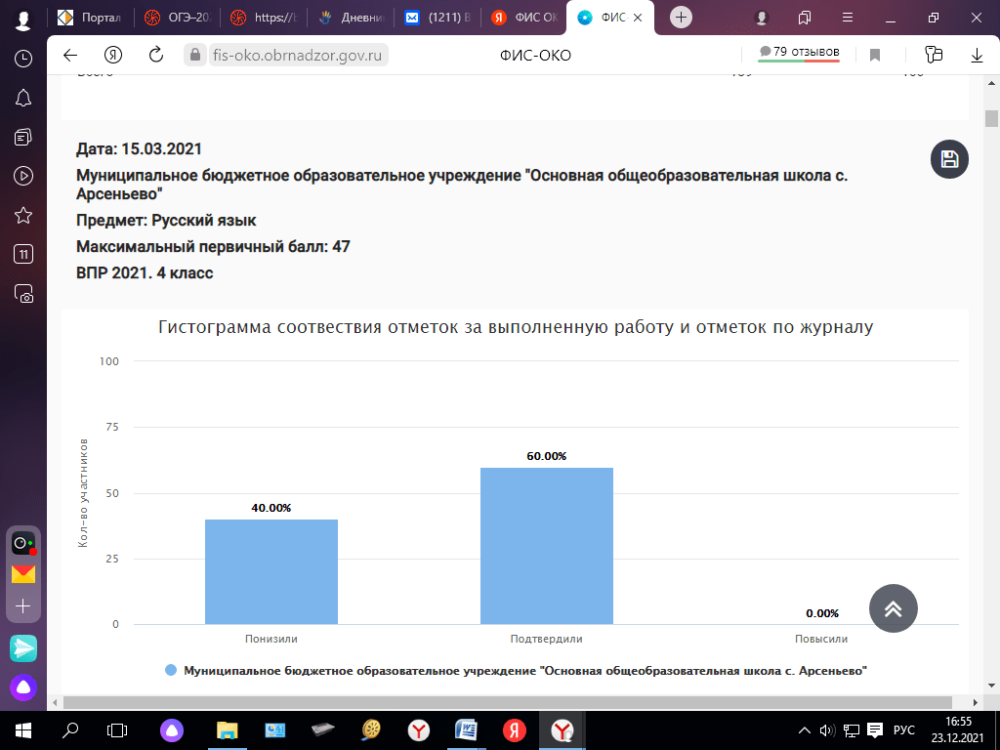 Портал
ОГЭ–20
https://
Дневни
(1211) В
ФИС ОК
ФИС
fis-oko.obrnadzor.gov.ru
ФИС-ОКО
79 отзывов
Всего
Дата: 15.03.2021
Муниципальное бюджетное образовательное учреждение "Основная общеобразовательная школа с.
Арсеньево"
Предмет: Русский язык
Максимальный первичный балл: 47
ВПР 2021. 4 класс
Гистограмма соотвествия отметок за выполненную работу и отметок по журналу
Кол-во участников
100
75
50
25
0
40.00%
60.00%
0.00%
Понизили
Подтвердили
Повысили
Муниципальное бюджетное образовательное учреждение "Основная общеобразовательная школа с. Арсеньево"
11
РУС
16:55
23.12.2021